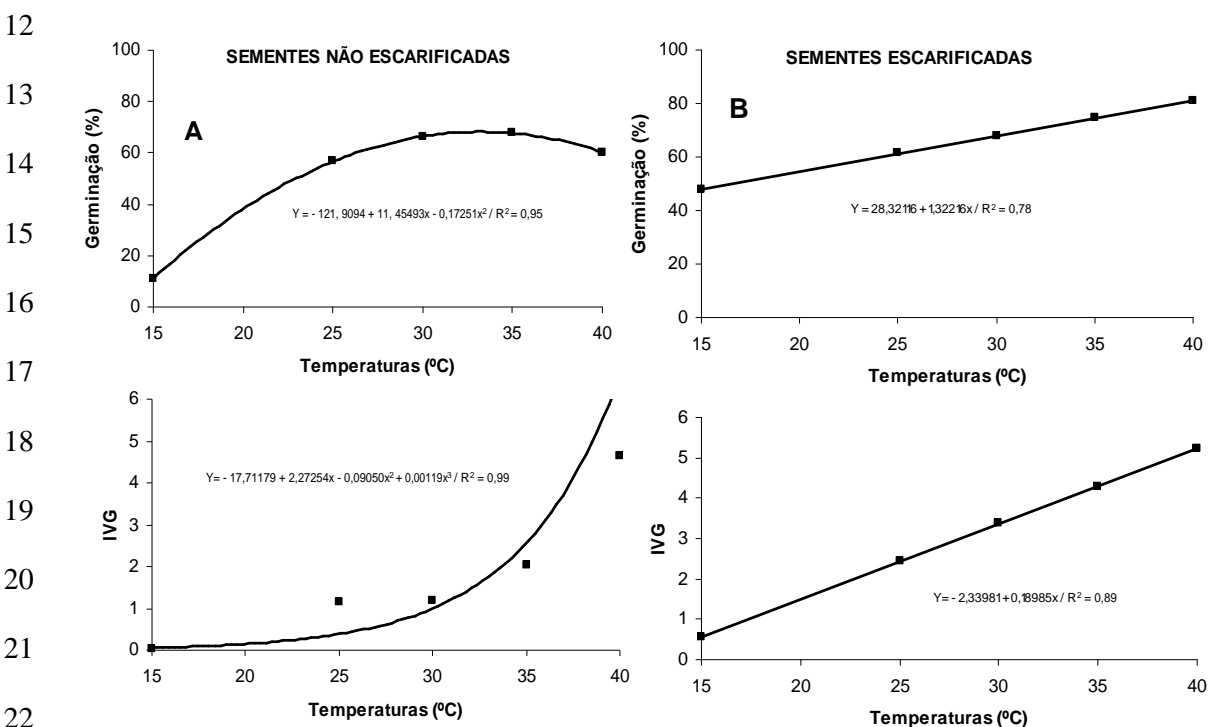 12
13
14
15
16
17
18
19
20
21
22
SEMENTES NÃO ESCARIFICADAS
A
Germinação (%)
100
80
60
40
20
0
Y = - 121, 9094 + 11, 45493x - 0,17251x² / R² = 0,95
15 20 25 30 35 40
Temperaturas (ºC)
SEMENTES ESCARIFICADAS
B
Germinação (%)
100
80
60
40
20
0
Y = 28,32116 + 1,32216x / R² = 0,78
15 20 25 30 35 40
Temperaturas (ºC)
IVG
6
5
4
3
2
1
0
Y= - 17,71179 + 2,27254x - 0,09050x² + 0,00119x³ / R² = 0,99
15 20 25 30 35 40
Temperaturas (ºC)
IVG
6
5
4
3
2
1
0
Y= - 2,33981 + 0,18985x / R² = 0,89
15 20 25 30 35 40
Temperaturas (ºC)